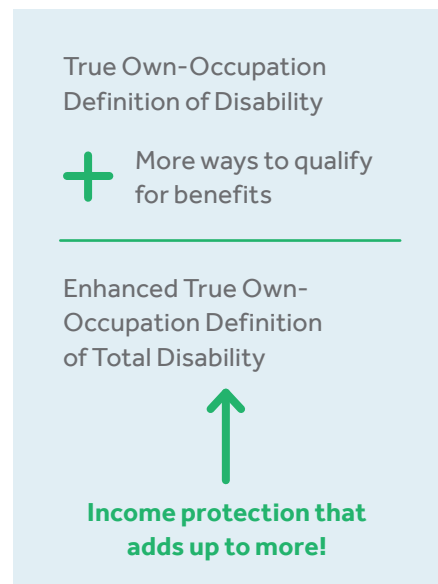 True Own-Occupation
Definition of Disability
More ways to qualify
for benefits
Enhanced True Own-
Occupation Definition
of Total Disability
Income protection that
adds up to more!